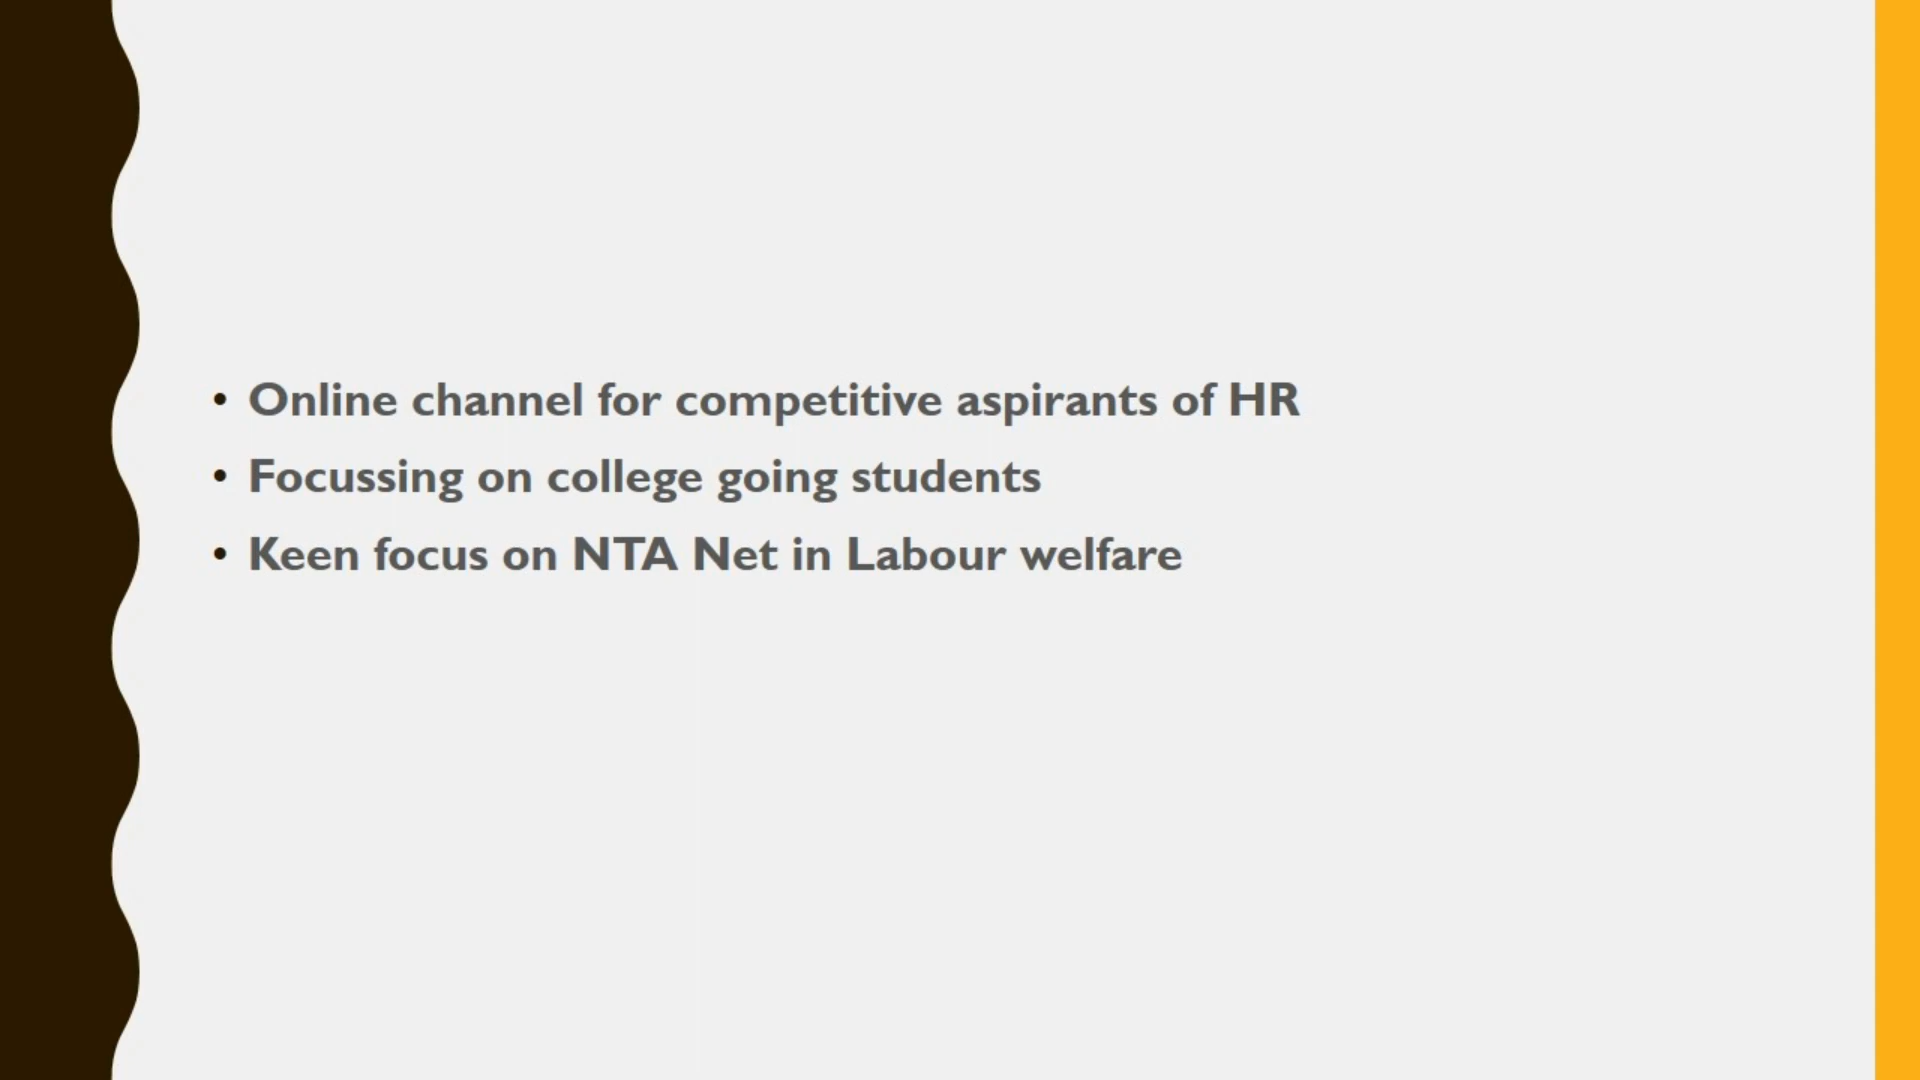 • Online channel for competitive aspirants of HR
• Focussing on college going students
• Keen focus on NTA Net in Labour welfare